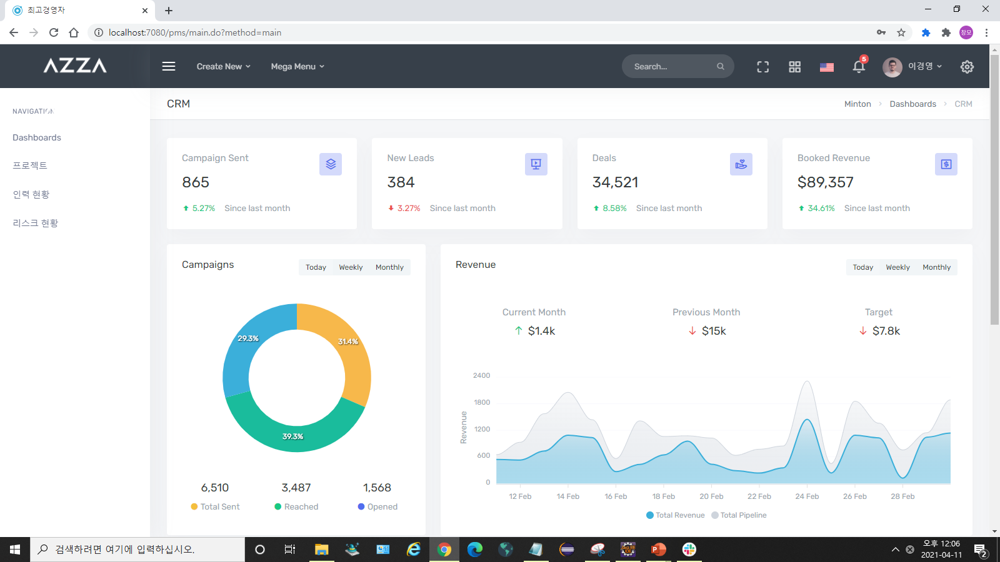 최고경영자
localhost:7080/pms/main.do?method=main
창모
AZZA
Create New
Mega Menu
Search...
5
이경영
NAVIGATION
Dashboards
프로젝트
인력 현황
리스크 현황
CRM
Minton
Dashboards
CRM
Campaign Sent
865
5.27% Since last month
New Leads
384
3.27% Since last month
Deals
34,521
8.58% Since last month
Booked Revenue
$89,357
34.61% Since last month
Campaigns
Today Weekly Monthly
29.3%
31.4%
39.3%
6,510
Total Sent
3,487
Reached
1,568
Opened
Revenue
Today Weekly Monthly
Current Month
$1.4k
Previous Month
$15k
Target
$7.8k
Revenue
2400
1800
1200
600
0
12 Feb
14 Feb
16 Feb
18 Feb
20 Feb
22 Feb
24 Feb
26 Feb
28 Feb
Total Revenue
Total Pipeline
검색하려면 여기에 입력하십시오.
오후 12:06
2021-04-11
2